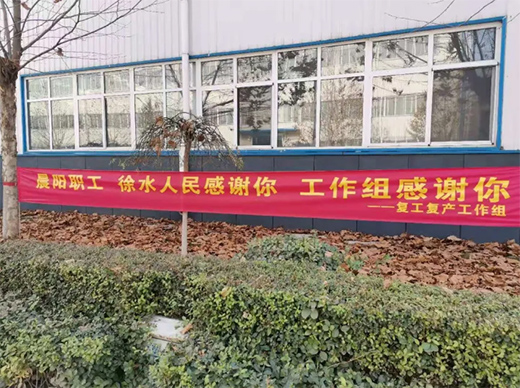 晨阳职工 徐水人民感谢你 工作组感谢你
——复工复产工作组